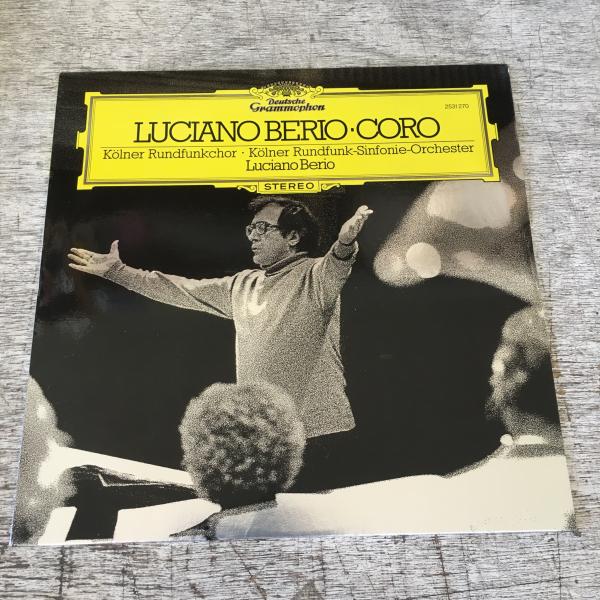 Deutsche
Grammophon
2531 270
LUCIANO BERIO·CORO
Kölner Rundfunkchor · Kölner Rundfunk-Sinfonie-Orchester
Luciano Berio
STEREO